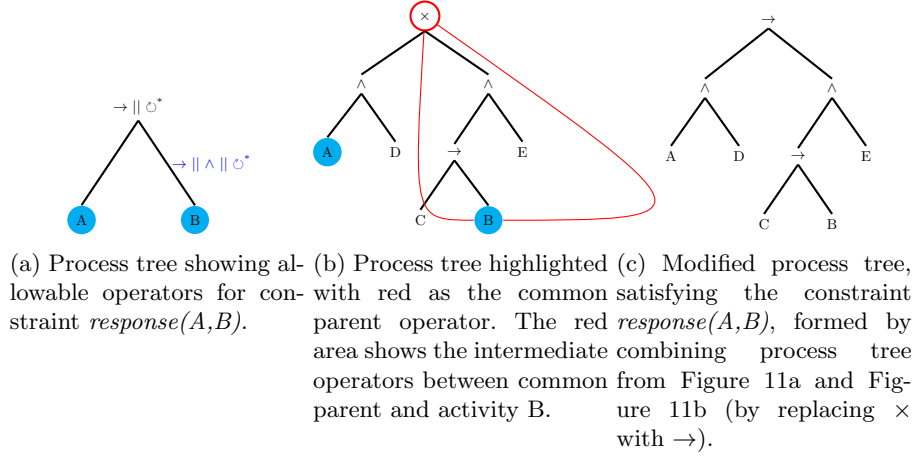 → || ↻*
→ || ∧ || ↻*
A
B
×
∧
∧
A
D
→
E
C
B
→
∧
∧
A
D
→
E
C
B
(a) Process tree showing al-
lowable operators for con-
straint response(A,B).
(b) Process tree highlighted
with red as the common
parent operator. The red
area shows the intermediate
operators between common
parent and activity B.
(c) Modified process tree,
satisfying the constraint
response(A,B), formed by
combining process tree
from Figure 11a and Fig-
ure 11b (by replacing ×
with →).